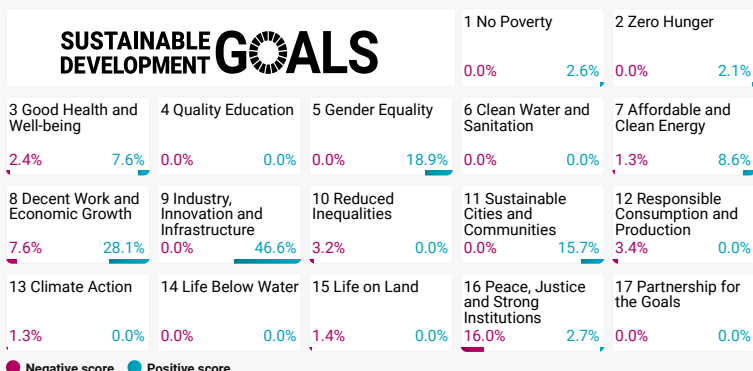 SUSTAINABLE
DEVELOPMENT
GOALS
1 No Poverty
0.0% 2.6%
2 Zero Hunger
0.0% 2.1%
3 Good Health and
Well-being
2.4% 7.6%
4 Quality Education
0.0% 0.0%
5 Gender Equality
0.0% 18.9%
6 Clean Water and
Sanitation
0.0% 0.0%
7 Affordable and
Clean Energy
1.3% 8.6%
8 Decent Work and
Economic Growth
7.6% 28.1%
9 Industry,
Innovation and
Infrastructure
0.0% 46.6%
10 Reduced
Inequalities
3.2% 0.0%
11 Sustainable
Cities and
Communities
0.0% 15.7%
12 Responsible
Consumption and
Production
3.4% 0.0%
13 Climate Action
1.3% 0.0%
14 Life Below Water
0.0% 0.0%
15 Life on Land
1.4% 0.0%
16 Peace, Justice
and Strong
Institutions
16.0% 2.7%
17 Partnership for
the Goals
0.0% 0.0%
Negative score Positive score